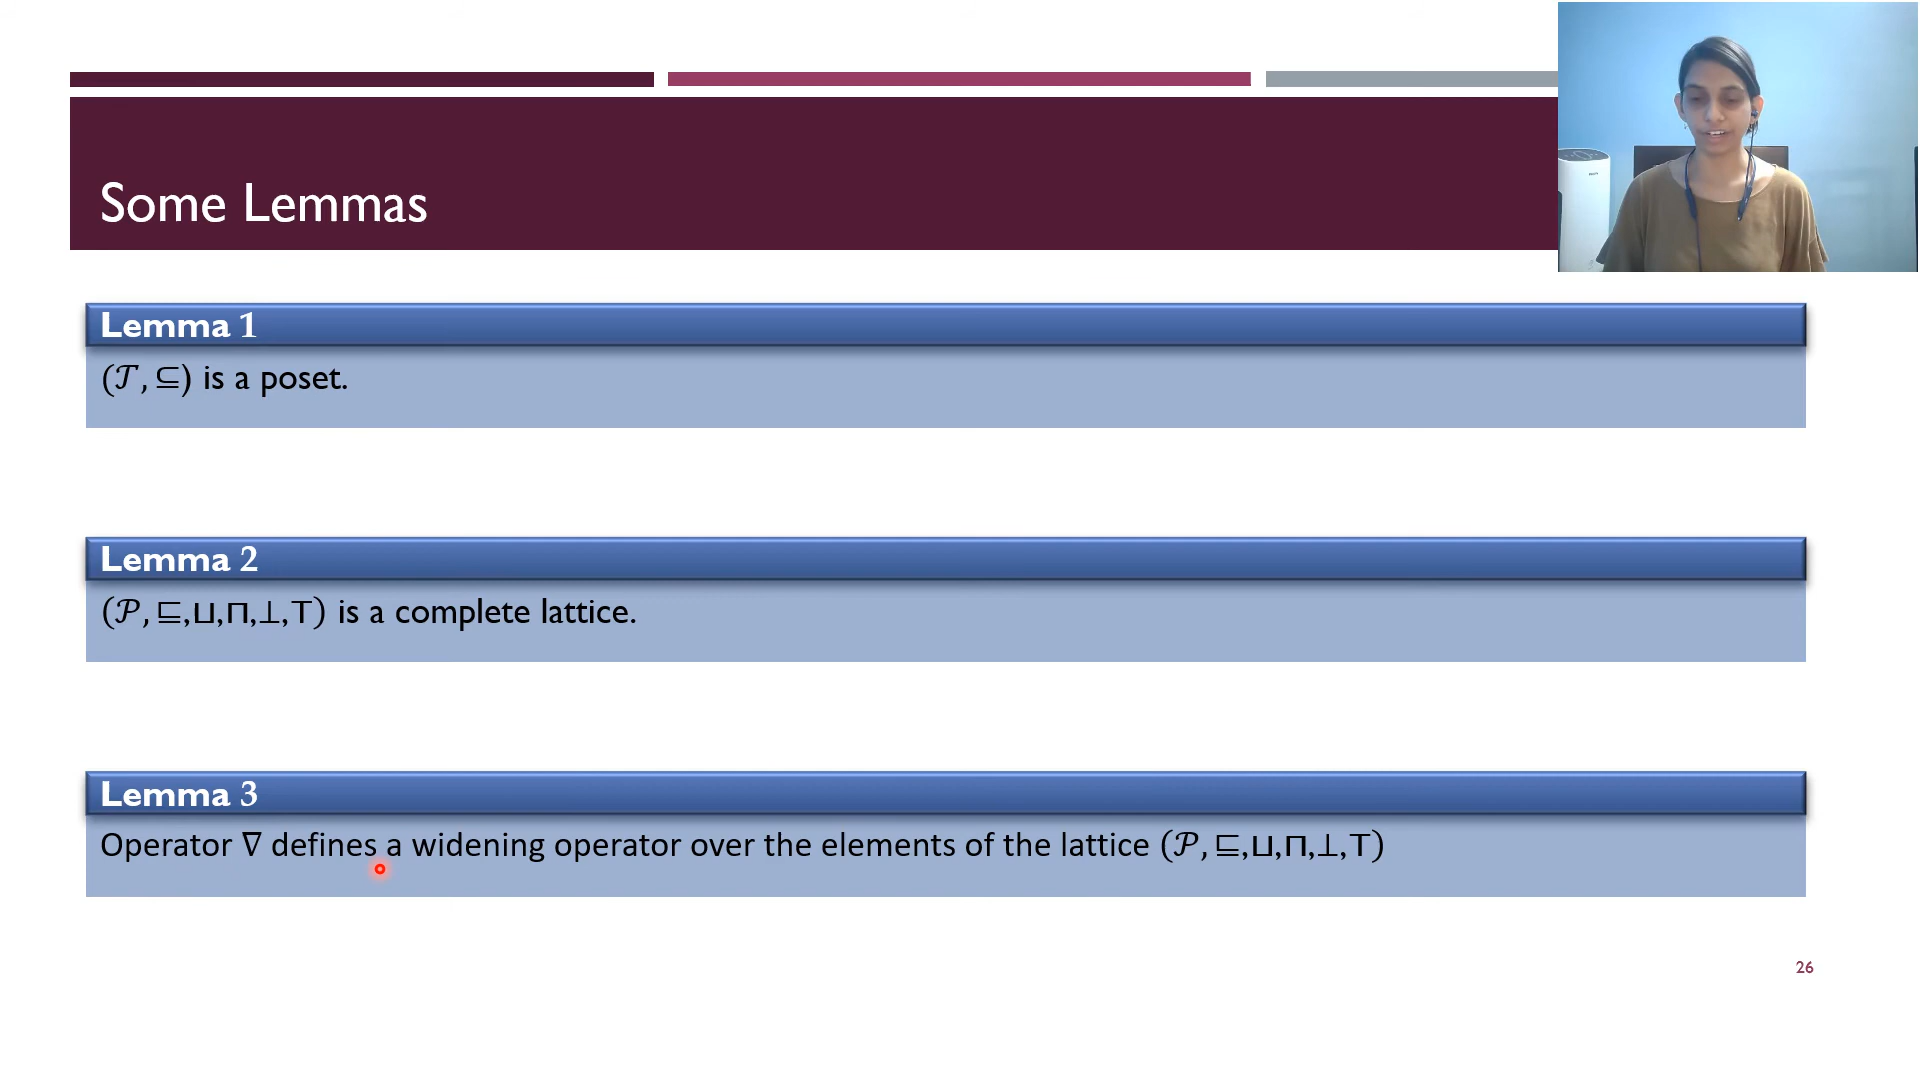 Some Lemmas
Lemma 1
(𝒯, ⊆) is a poset.
Lemma 2
(𝒫, ⊑,⊔,⊓,⊥,⊤) is a complete lattice.
Lemma 3
Operator ∇ defines a widening operator over the elements of the lattice (𝒫, ⊑,⊔,⊓,⊥,⊤)
26